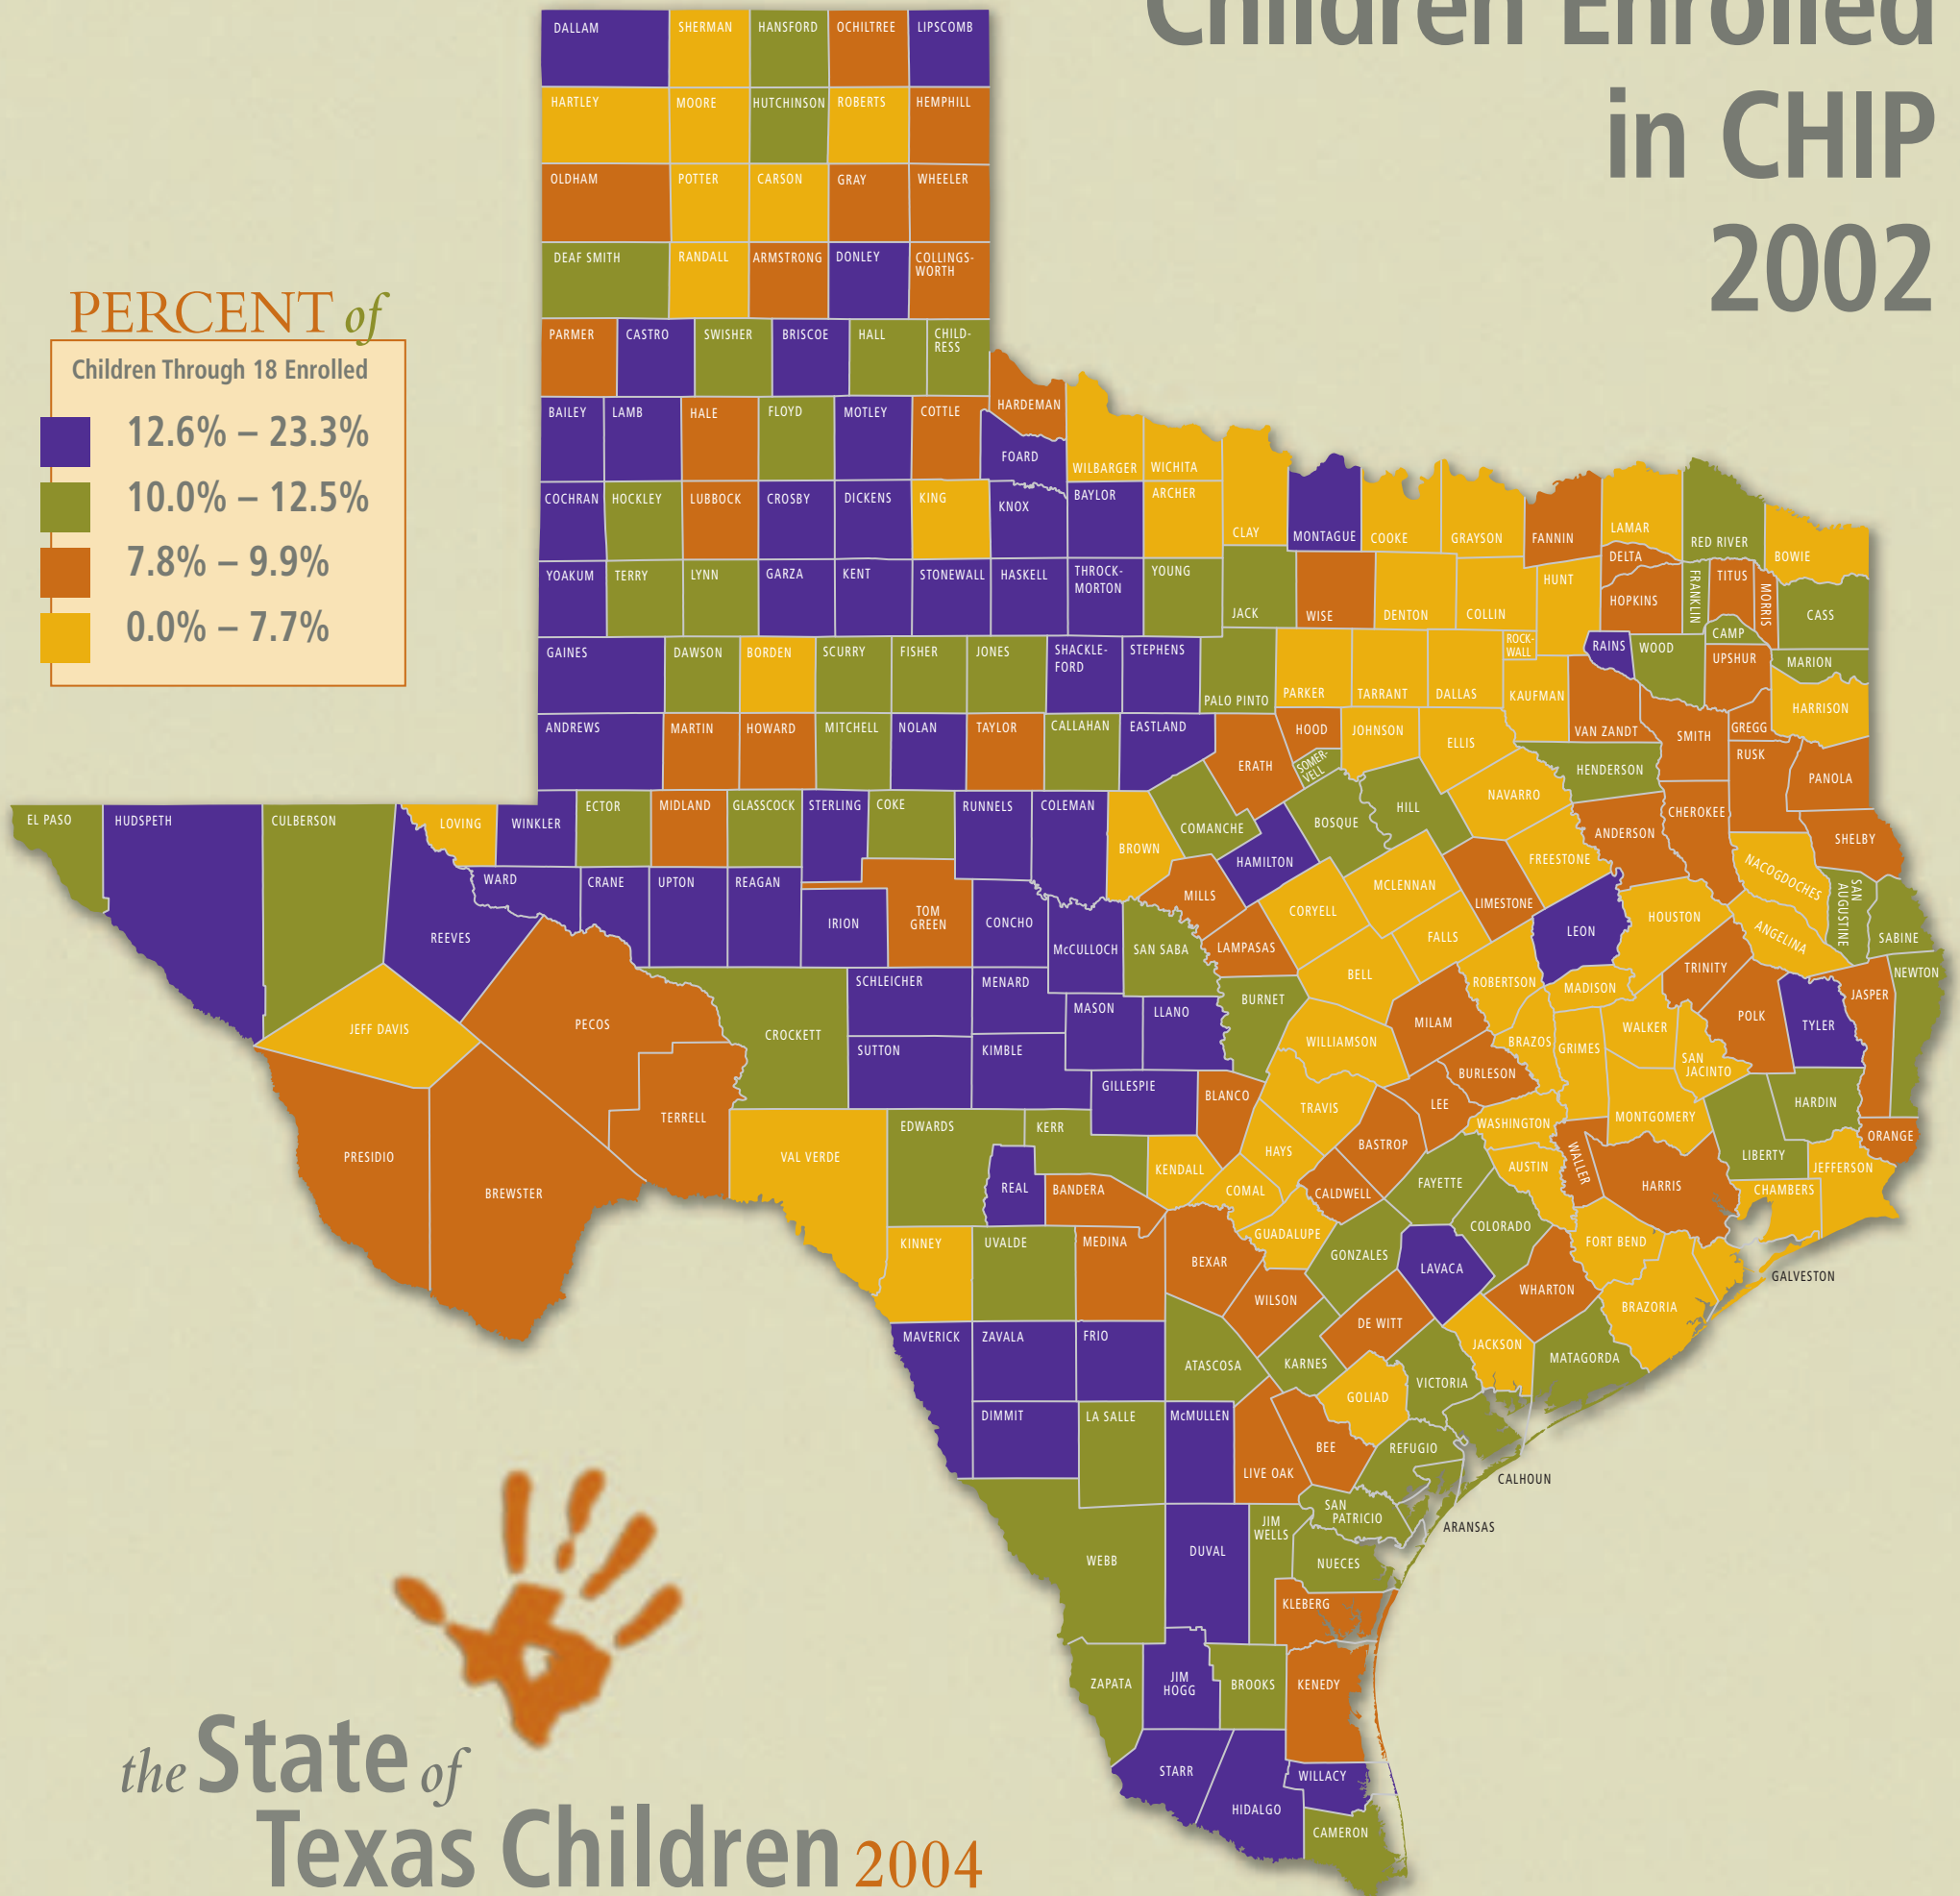 Children Enrolled
in CHIP
2002
PERCENT of
Children Through 18 Enrolled
12.6% – 23.3%
10.0% – 12.5%
7.8% – 9.9%
0.0% – 7.7%
DALLAM SHERMAN HANSFORD OCHILTREE LIPSCOMB
HARTLEY MOORE HUTCHINSON ROBERTS HEMPHILL
OLDHAM POTTER CARSON GRAY WHEELER
DEAF SMITH RANDALL ARMSTRONG DONLEY COLLINGS-
WORTH
PARMER CASTRO SWISHER BRISCOE HALL CHILD-
RESS
BAILEY LAMB HALE FLOYD MOTLEY COTTLE HARDEMAN
FOARD WILBARGER WICHITA
COCHRAN HOCKLEY LUBBOCK CROSBY DICKENS KING KNOX BAYLOR ARCHER
CLAY MONTAGUE COOKE GRAYSON FANNIN LAMAR RED RIVER BOWIE
DELTA
YOAKUM TERRY LYNN GARZA KENT STONEWALL HASKELL THROCK-
MORTON
YOUNG JACK WISE DENTON COLLIN HUNT HOPKINS FRANKLIN TITUS MORRIS CASS
CAMP
GAINES DAWSON BORDEN SCURRY FISHER JONES SHACKLE-
FORD
STEPHENS PALO PINTO PARKER TARRANT DALLAS ROCK-
WALL
KAUFMAN RAINS WOOD UPSHUR MARION
HARRISON
ANDREWS MARTIN HOWARD MITCHELL NOLAN TAYLOR CALLAHAN EASTLAND
ERATH HOOD SOMER-
VELL
JOHNSON ELLIS VAN ZANDT SMITH GREGG
RUSK PANOLA
HENDERSON
EL PASO HUDSPETH CULBERSON LOVING WINKLER ECTOR MIDLAND GLASSCOCK STERLING COKE RUNNELS COLEMAN
BROWN COMANCHE BOSQUE HILL NAVARRO
ANDERSON CHEROKEE SHELBY
HAMILTON FREESTONE NACOGDOCHES
REEVES WARD CRANE UPTON REAGAN IRION TOM
GREEN
CONCHO McCULLOCH SAN SABA MILLS LAMPASAS CORYELL MCLENNAN LIMESTONE
FALLS LEON HOUSTON ANGELINA SAN
AUGUSTINE
SABINE
NEWTON
BELL ROBERTSON MADISON TRINITY JASPER
JEFF DAVIS PECOS CROCKETT SCHLEICHER MENARD MASON LLANO BURNET
WILLIAMSON MILAM BRAZOS GRIMES WALKER SAN
JACINTO
POLK TYLER
SUTTON KIMBLE GILLESPIE BLANCO TRAVIS BURLESON
LEE WASHINGTON MONTGOMERY HARDIN
PRESIDIO BREWSTER TERRELL VAL VERDE EDWARDS KERR
REAL BANDERA KENDALL HAYS COMAL BASTROP
CALDWELL FAYETTE AUSTIN WALLER HARRIS LIBERTY ORANGE
JEFFERSON
CHAMBERS
KINNEY UVALDE MEDINA BEXAR GUADALUPE GONZALES LAVACA COLORADO FORT BEND
GALVESTON
WILSON WHARTON BRAZORIA
MAVERICK ZAVALA FRIO ATASCOSA KARNES DE WITT JACKSON MATAGORDA
GOLIAD VICTORIA
DIMMIT LA SALLE McMULLEN LIVE OAK BEE REFUGIO
CALHOUN
SAN
PATRICIO
ARANSAS
WEBB DUVAL JIM
WELLS
NUECES
KLEBERG
ZAPATA JIM
HOGG
BROOKS KENEDY
STARR HIDALGO WILLACY
CAMERON
the State of
Texas Children 2004